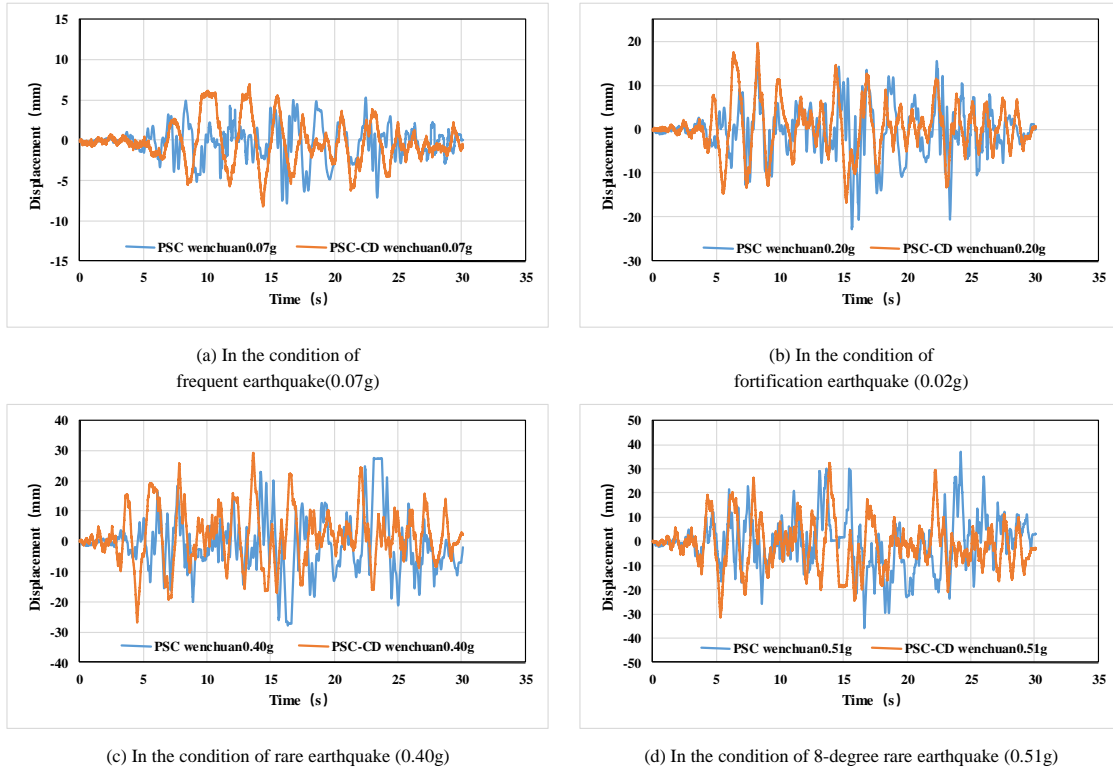 15
10
5
0
-5
-10
-15
0 5 10 15 20 25 30 35
Displacement (mm)
Time (s)
PSC wenchuan0.07g PSC-CD wenchuan0.07g
20
10
0
-10
-20
-30
0 5 10 15 20 25 30 35
Displacement (mm)
Time (s)
PSC wenchuan0.20g PSC-CD wenchuan0.20g
(a) In the condition of
frequent earthquake(0.07g)
(b) In the condition of
fortification earthquake (0.02g)
40
30
20
10
0
-10
-20
-30
-40
0 5 10 15 20 25 30 35
Displacement (mm)
Time (s)
PSC wenchuan0.40g PSC-CD wenchuan0.40g
50
40
30
20
10
0
-10
-20
-30
-40
-50
0 5 10 15 20 25 30 35
Displacement (mm)
Time (s)
PSC wenchuan0.51g PSC-CD wenchuan0.51g
(c) In the condition of rare earthquake (0.40g)
(d) In the condition of 8-degree rare earthquake (0.51g)